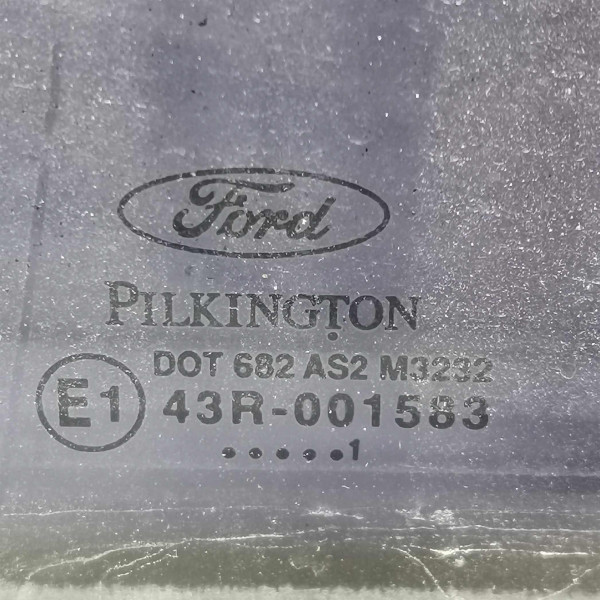 Ford
PILKINGTON
DOT 682 AS2 M3232
E1 43R-001583
.....1